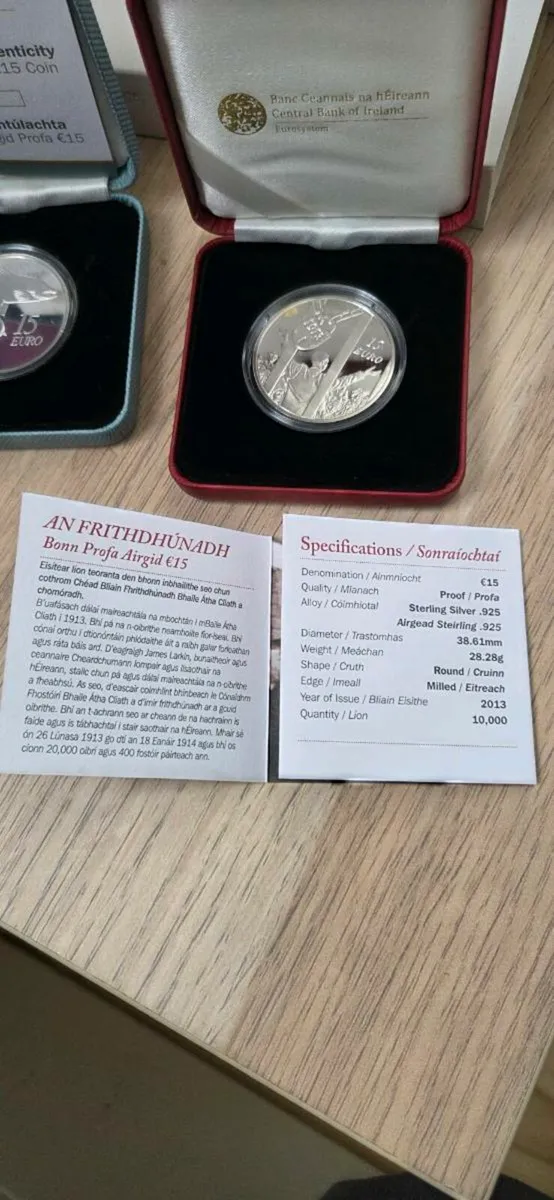 enticity
15 Coin
ntúlachta
gid Profa €15
Banc Ceannais na hÉireann
Central Bank of Ireland
Eurosystem
15
EURO
15
EURO
AN FRITHDHÚNADH
Bonn Profa Airgid €15
Eisítear líon teoranta den bhonn inbhailithe seo chun
cothrom Chéad Bliain Fhrithdhúnadh Bhaile Átha Cliath a
chomóradh.
B'uafásach dálaí maireachtála na mbochtán i mBaile Átha
Cliath i 1913. Bhí pá na n-oibrithe neamhoilte fíor-íseal. Bhí
cónaí orthu i dtionóntáin phlódaithe áit a raibh galar forleathan
agus ráta báis ard. D'eagraigh James Larkin, bunaitheoir agus
ceannaire Cheardchumann Iompair agus Ilsaothair na
hÉireann, stailc chun pá agus dálaí maireachtála na n-oibrithe
a fheabhsú. As seo, d'eascair coimhlint bhinbeach le Cónaidhm
Fhostóirí Bhaile Átha Cliath a d'imir frithdhúnadh ar a gcuid
oibrithe. Bhí an t-achrann seo ar cheann de na hachrainn is
faide agus is tábhachtaí i stair saothair na hÉireann. Mhair sé
ón 26 Lúnasa 1913 go dtí an 18 Eanáir 1914 agus bhí os
cionn 20,000 oibrí agus 400 fostóir páirteach ann.
Specifications / Sonraíochtaí
Denomination / Ainmníocht €15
Quality / Mianach Proof / Profa
Alloy / Cóimhiotal Sterling Silver .925
Airgead Steirling .925
Diameter / Trastomhas 38.61mm
Weight / Meáchan 28.28g
Shape / Cruth Round / Cruinn
Edge / Imeall Milled / Eitreach
Year of Issue / Bliain Eisithe 2013
Quantity / Líon 10,000